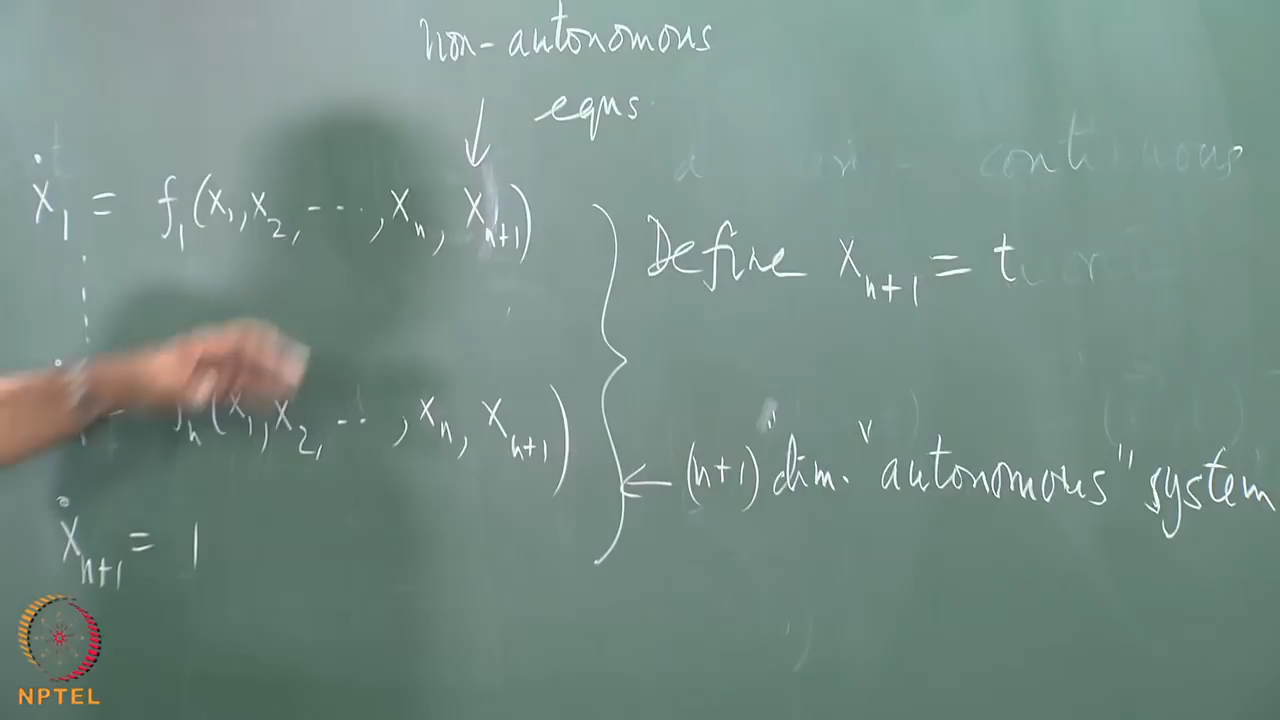 non-autonomous
eqns.
ẋ₁ = f₁(x₁, x₂, ---, xₙ, xₙ₊₁)
Define xₙ₊₁ = t
fₙ(x₁, x₂, --, xₙ, xₙ₊₁)
← (n+1) dim. "autonomous" system
ẋₙ₊₁ = 1
NPTEL